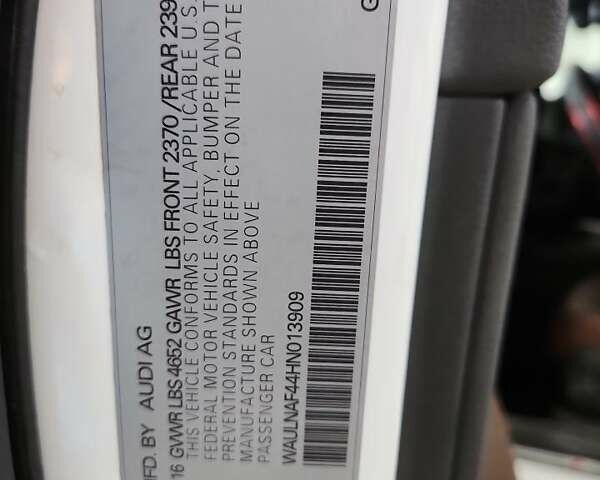 FD. BY AUDI AG
16 GVWR LBS 4652 GAWR LBS FRONT 2370 /REAR 239
THIS VEHICLE CONFORMS TO ALL APPLICABLE U.S.
FEDERAL MOTOR VEHICLE SAFETY, BUMPER AND T
PREVENTION STANDARDS IN EFFECT ON THE DATE
MANUFACTURE SHOWN ABOVE
PASSENGER CAR
WAULNAF44HN013909
G